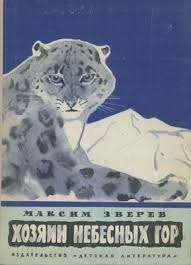 МАКСИМ ЗВЕРЕВ
ХОЗЯИН НЕБЕСНЫХ ГОР
ИЗДАТЕЛЬСТВО «ДЕТСКАЯ ЛИТЕРАТУРА»